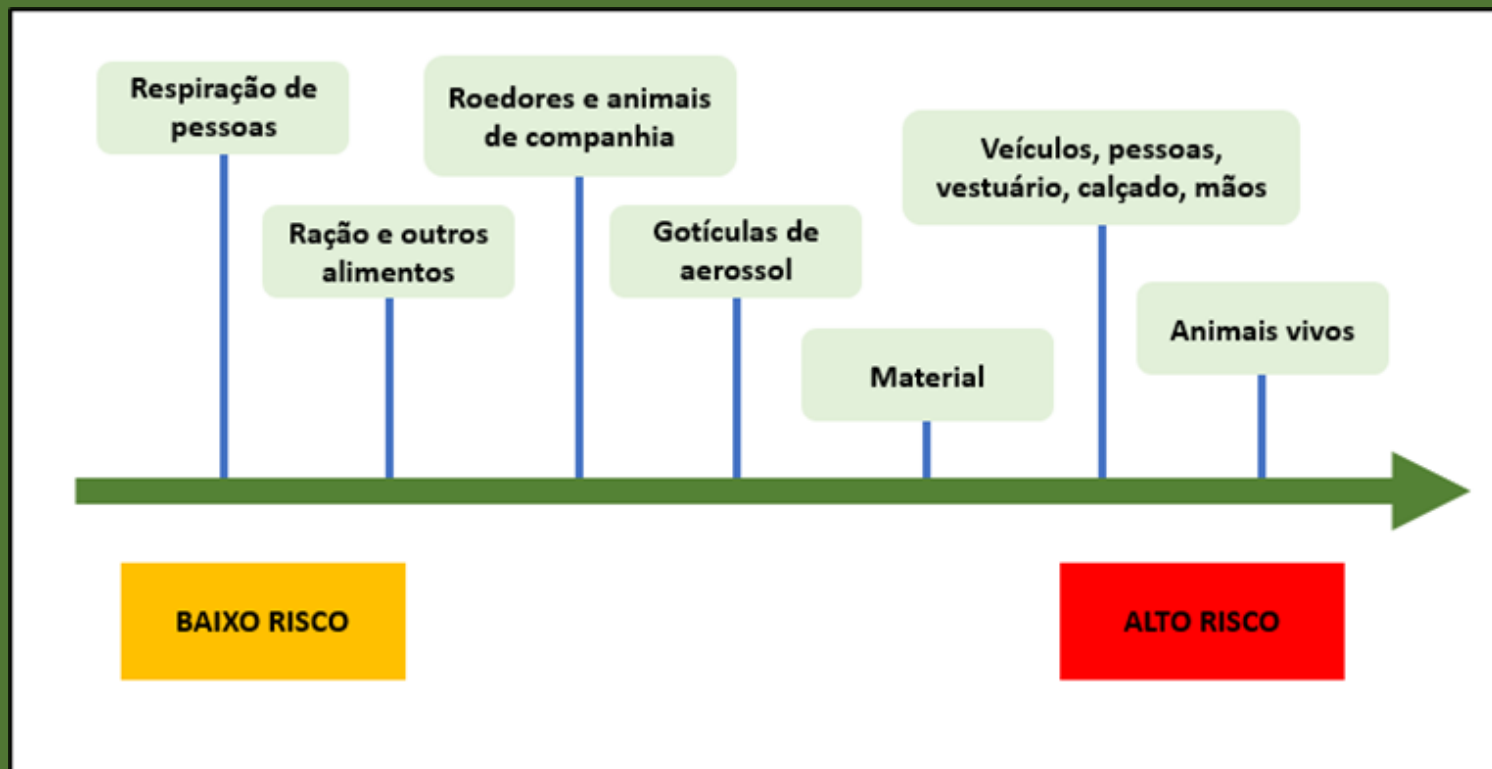 Respiração de
pessoas
Ração e outros
alimentos
Roedores e animais
de companhia
Gotículas de
aerossol
Material
Veículos, pessoas,
vestuário, calçado, mãos
Animais vivos
BAIXO RISCO
ALTO RISCO